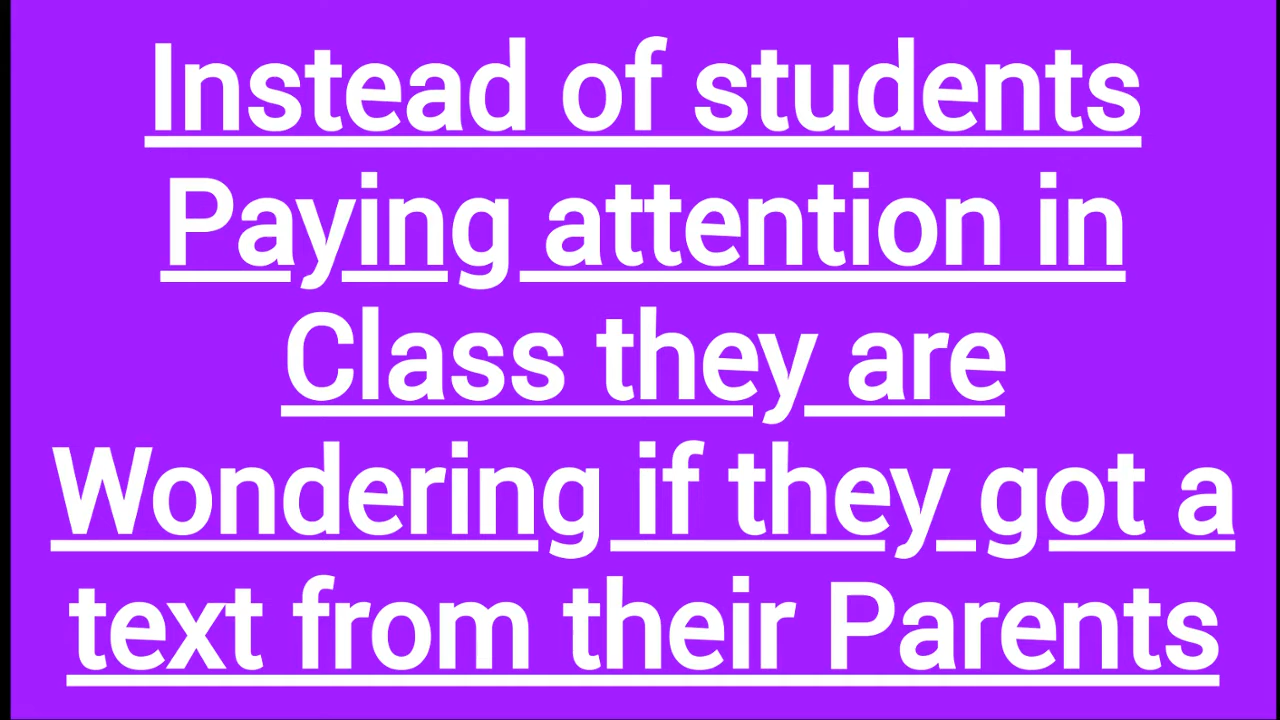 Instead of students
Paying attention in
Class they are
Wondering if they got a
text from their Parents